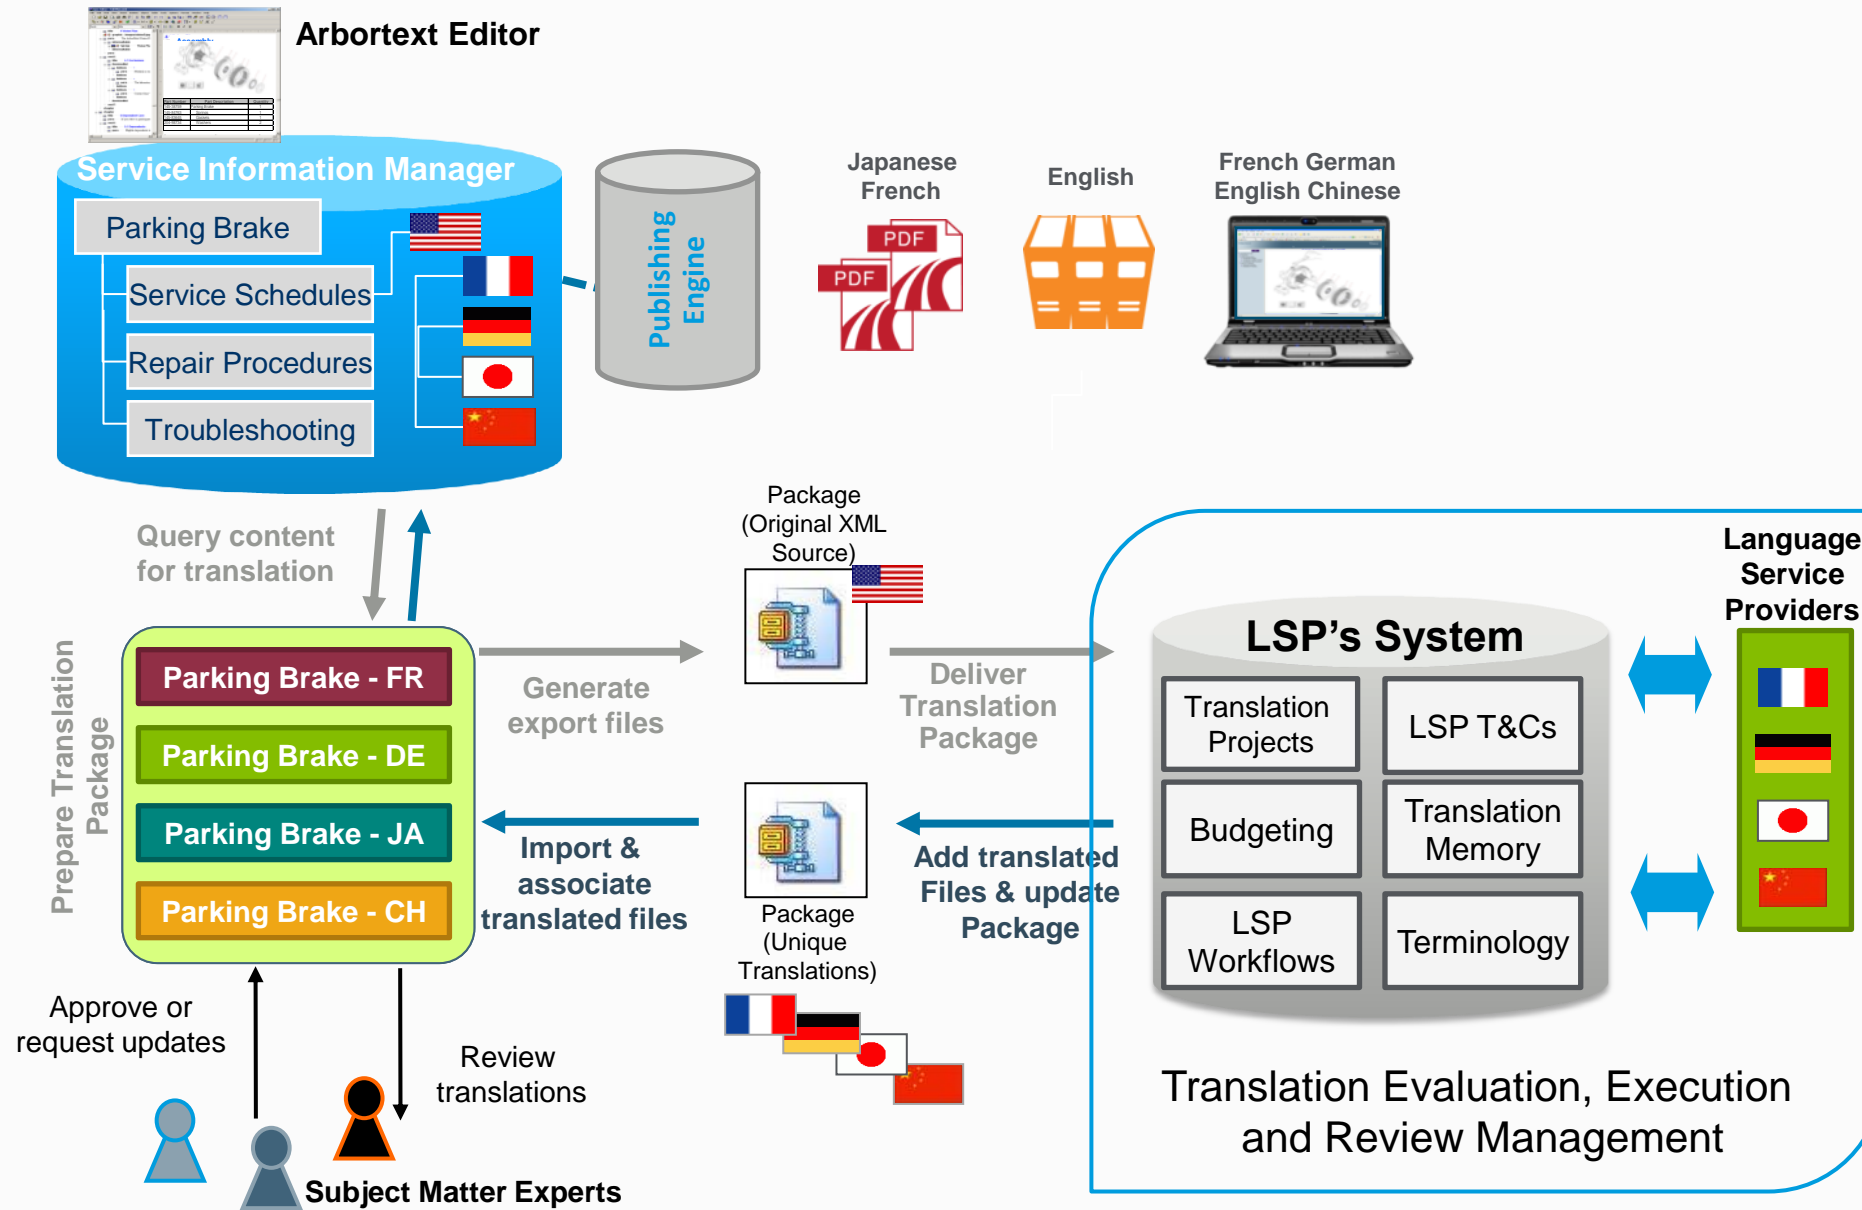 Arbortext Editor
Assembly
Service Information Manager
Parking Brake
Service Schedules
Repair Procedures
Troubleshooting
Publishing
Engine
Japanese
French
PDF
PDF
English
French German
English Chinese
Query content
for translation
Package
(Original XML
Source)
Language
Service
Providers
Prepare Translation
Package
Parking Brake - FR
Parking Brake - DE
Parking Brake - JA
Parking Brake - CH
Generate
export files
Deliver
Translation
Package
LSP's System
Translation
Projects
LSP T&Cs
Budgeting
Translation
Memory
LSP
Workflows
Terminology
Import &
associate
translated files
Add translated
Files & update
Package
Package
(Unique
Translations)
Approve or
request updates
Review
translations
Subject Matter Experts
Translation Evaluation, Execution
and Review Management